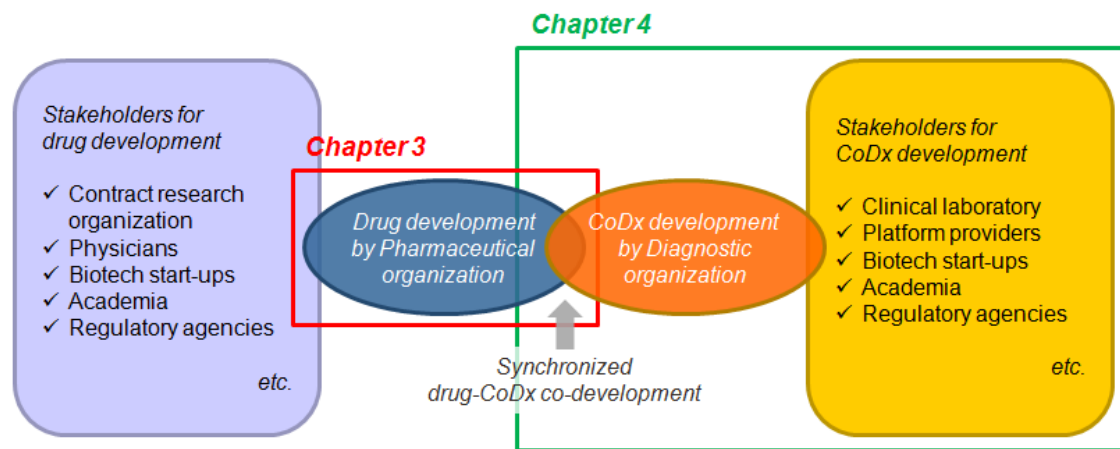 Chapter 4
Stakeholders for
drug development
✓ Contract research
organization
✓ Physicians
✓ Biotech start-ups
✓ Academia
✓ Regulatory agencies
etc.
Chapter 3
Drug development
by Pharmaceutical
organization
CoDx development
by Diagnostic
organization
Synchronized
drug-CoDx co-development
Stakeholders for
CoDx development
✓ Clinical laboratory
✓ Platform providers
✓ Biotech start-ups
✓ Academia
✓ Regulatory agencies
etc.